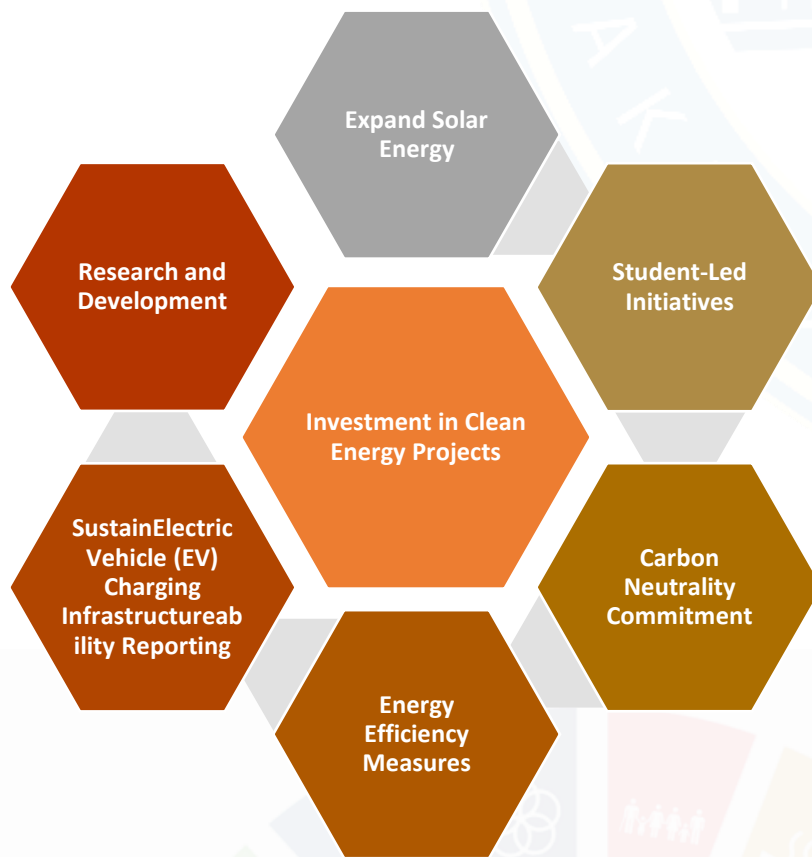 A
K
Expand Solar
Energy
Research and
Development
Student-Led
Initiatives
Investment in Clean
Energy Projects
SustainElectric
Vehicle (EV)
Charging
Infrastructureab
ility Reporting
Carbon
Neutrality
Commitment
Energy
Efficiency
Measures